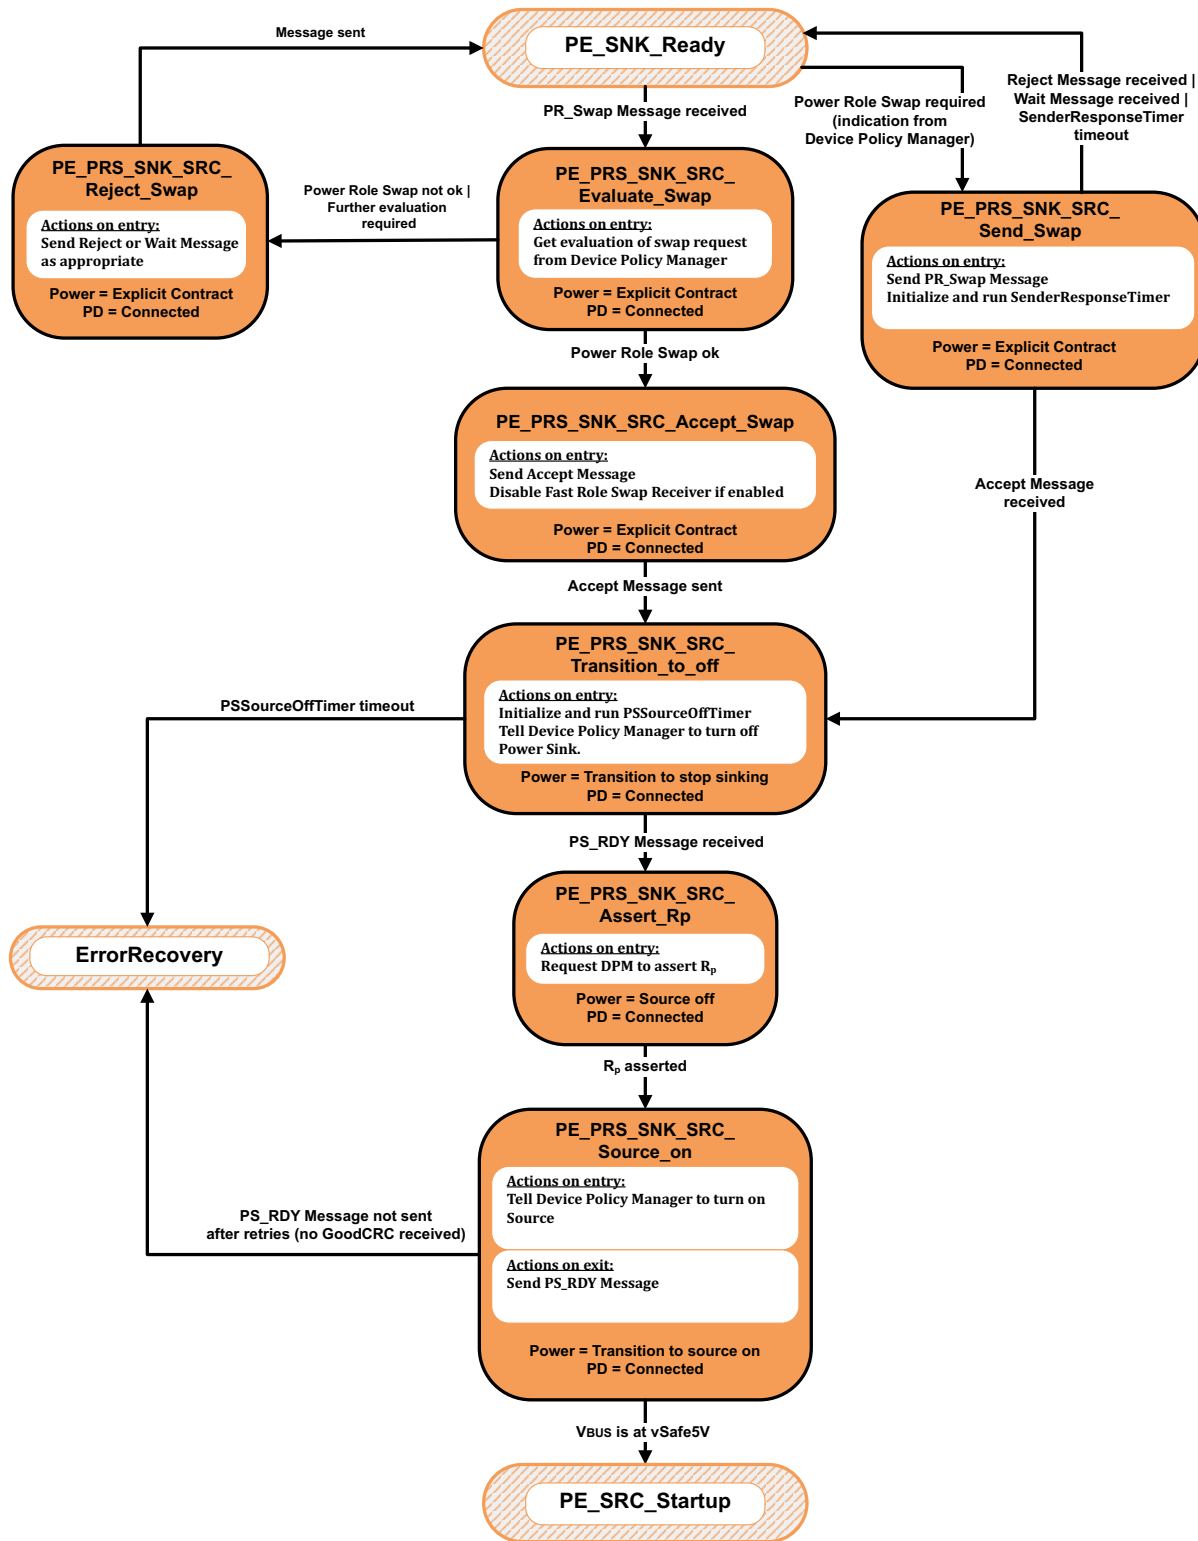 Message sent
PE_SNK_Ready
Reject Message received |
Wait Message received |
SenderResponseTimer
timeout
Power Role Swap required
(indication from
Device Policy Manager)
PR_Swap Message received
PE_PRS_SNK_SRC_
Reject_Swap
Actions on entry:
Send Reject or Wait Message
as appropriate
Power = Explicit Contract
PD = Connected
Power Role Swap not ok |
Further evaluation
required
PE_PRS_SNK_SRC_
Evaluate_Swap
Actions on entry:
Get evaluation of swap request
from Device Policy Manager
Power = Explicit Contract
PD = Connected
PE_PRS_SNK_SRC_
Send_Swap
Actions on entry:
Send PR_Swap Message
Initialize and run SenderResponseTimer
Power = Explicit Contract
PD = Connected
Power Role Swap ok
PE_PRS_SNK_SRC_Accept_Swap
Actions on entry:
Send Accept Message
Disable Fast Role Swap Receiver if enabled
Power = Explicit Contract
PD = Connected
Accept Message
received
Accept Message sent
PE_PRS_SNK_SRC_
Transition_to_off
Actions on entry:
Initialize and run PSSourceOffTimer
Tell Device Policy Manager to turn off
Power Sink.
Power = Transition to stop sinking
PD = Connected
PSSourceOffTimer timeout
PS_RDY Message received
PE_PRS_SNK_SRC_
Assert_Rp
Actions on entry:
Request DPM to assert Rp
Power = Source off
PD = Connected
ErrorRecovery
Rp asserted
PE_PRS_SNK_SRC_
Source_on
Actions on entry:
Tell Device Policy Manager to turn on
Source
Actions on exit:
Send PS_RDY Message
Power = Transition to source on
PD = Connected
PS_RDY Message not sent
after retries (no GoodCRC received)
VBUS is at vSafe5V
PE_SRC_Startup